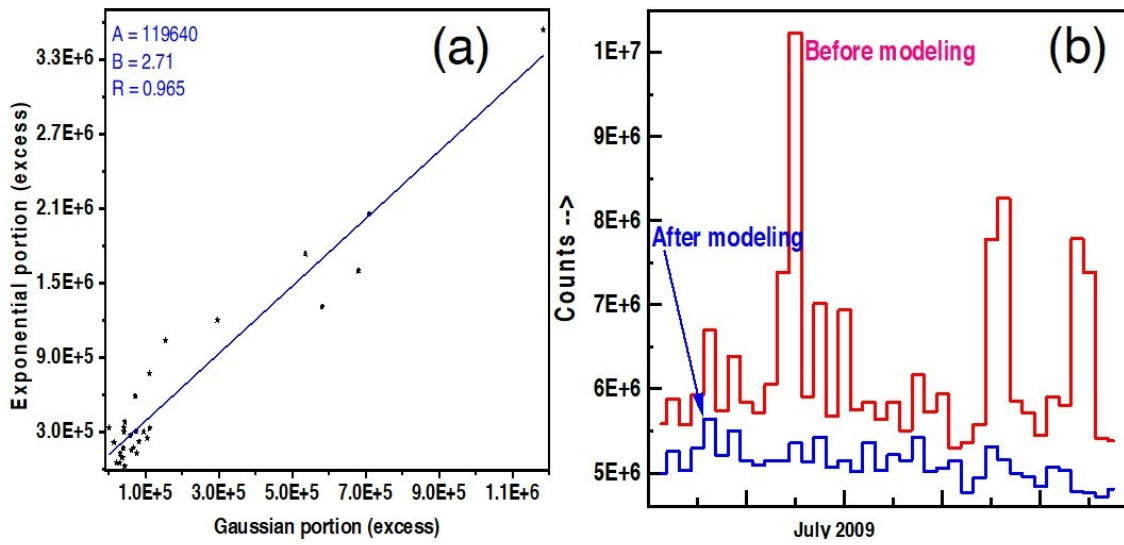 A = 119640
B = 2.71
R = 0.965
(a)
Exponential portion (excess)
3.3E+6
2.7E+6
2.1E+6
1.5E+6
9.0E+5
3.0E+5
1.0E+5 3.0E+5 5.0E+5 7.0E+5 9.0E+5 1.1E+6
Gaussian portion (excess)
(b)
Before modeling
After modeling
Counts -->
1E+7
9E+6
8E+6
7E+6
6E+6
5E+6
July 2009